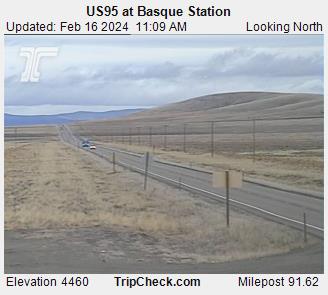 US95 at Basque Station
Updated: Feb 16 2024 11:09 AM
Looking North
Elevation 4460
TripCheck.com
Milepost 91.62